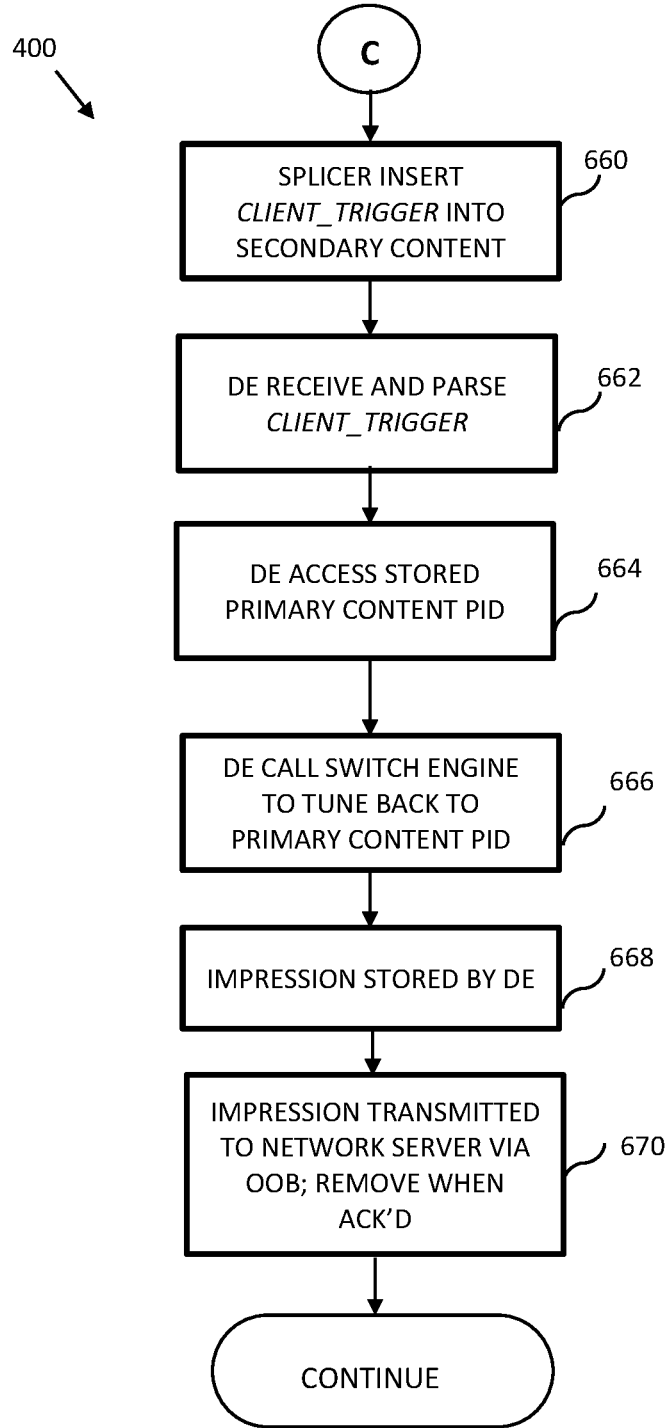 400
C
SPLICER INSERT
CLIENT_TRIGGER INTO
SECONDARY CONTENT
660
DE RECEIVE AND PARSE
CLIENT_TRIGGER
662
DE ACCESS STORED
PRIMARY CONTENT PID
664
DE CALL SWITCH ENGINE
TO TUNE BACK TO
PRIMARY CONTENT PID
666
IMPRESSION STORED BY DE
668
IMPRESSION TRANSMITTED
TO NETWORK SERVER VIA
OOB; REMOVE WHEN
ACK'D
670
CONTINUE